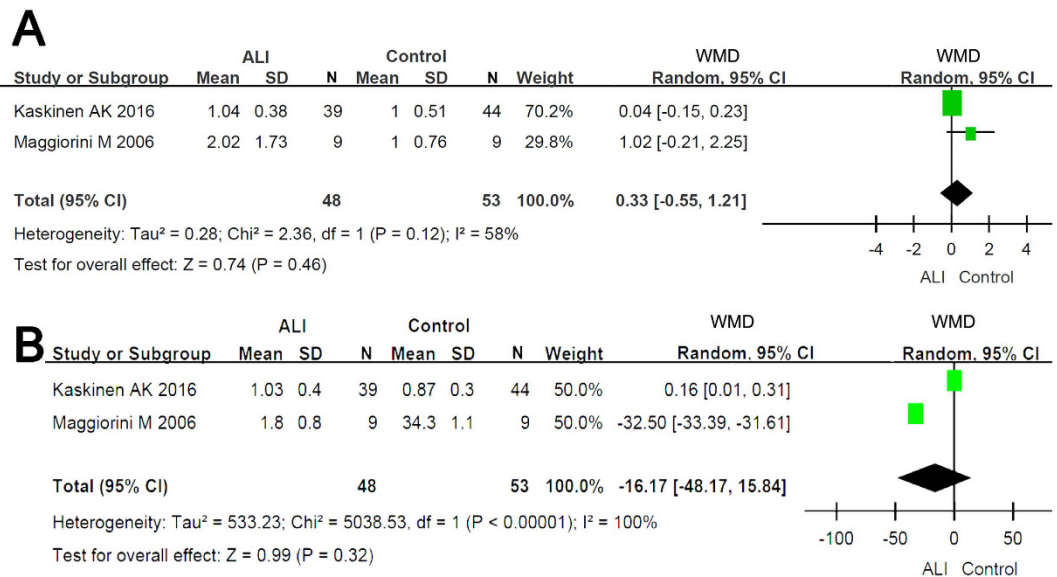 A
ALI Control WMD WMD
Study or Subgroup Mean SD N Mean SD N Weight Random, 95% CI Random, 95% CI
Kaskinen AK 2016 1.04 0.38 39 1 0.51 44 70.2% 0.04 [-0.15, 0.23]
Maggiorini M 2006 2.02 1.73 9 1 0.76 9 29.8% 1.02 [-0.21, 2.25]
Total (95% CI) 48 53 100.0% 0.33 [-0.55, 1.21]
Heterogeneity: Tau² = 0.28; Chi² = 2.36, df = 1 (P = 0.12); I² = 58%
Test for overall effect: Z = 0.74 (P = 0.46)
-4 -2 0 2 4
ALI Control
B
ALI Control WMD WMD
Study or Subgroup Mean SD N Mean SD N Weight Random, 95% CI Random, 95% CI
Kaskinen AK 2016 1.03 0.4 39 0.87 0.3 44 50.0% 0.16 [0.01, 0.31]
Maggiorini M 2006 1.8 0.8 9 34.3 1.1 9 50.0% -32.50 [-33.39, -31.61]
Total (95% CI) 48 53 100.0% -16.17 [-48.17, 15.84]
Heterogeneity: Tau² = 533.23; Chi² = 5038.53, df = 1 (P < 0.00001); I² = 100%
Test for overall effect: Z = 0.99 (P = 0.32)
-100 -50 0 50
ALI Control